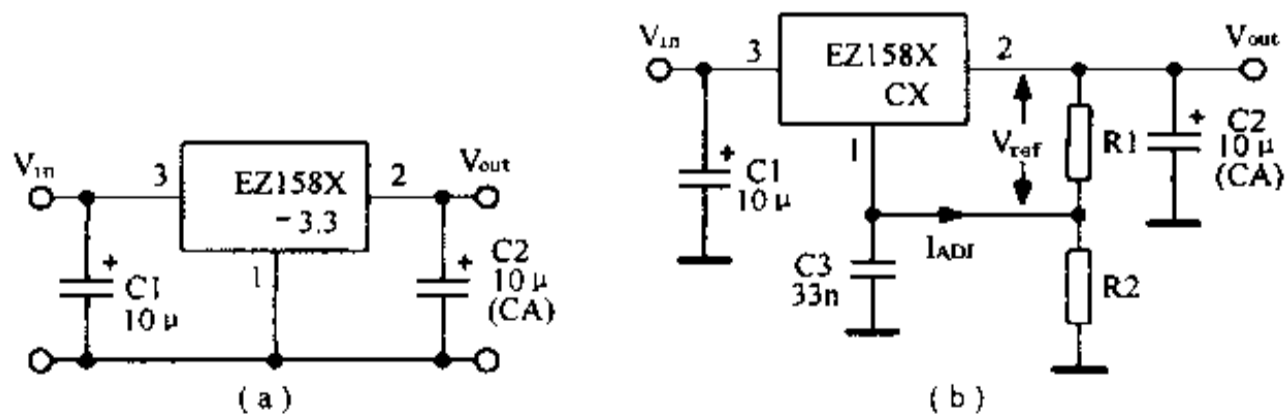 Vin
3
EZ158X
-3.3
2
Vout
1
C1
10μ
C2
10μ
(CA)
(a)
Vin
3
EZ158X
CX
2
Vout
1
Vref
R1
C2
10μ
(CA)
C1
10μ
IADJ
C3
33n
R2
(b)